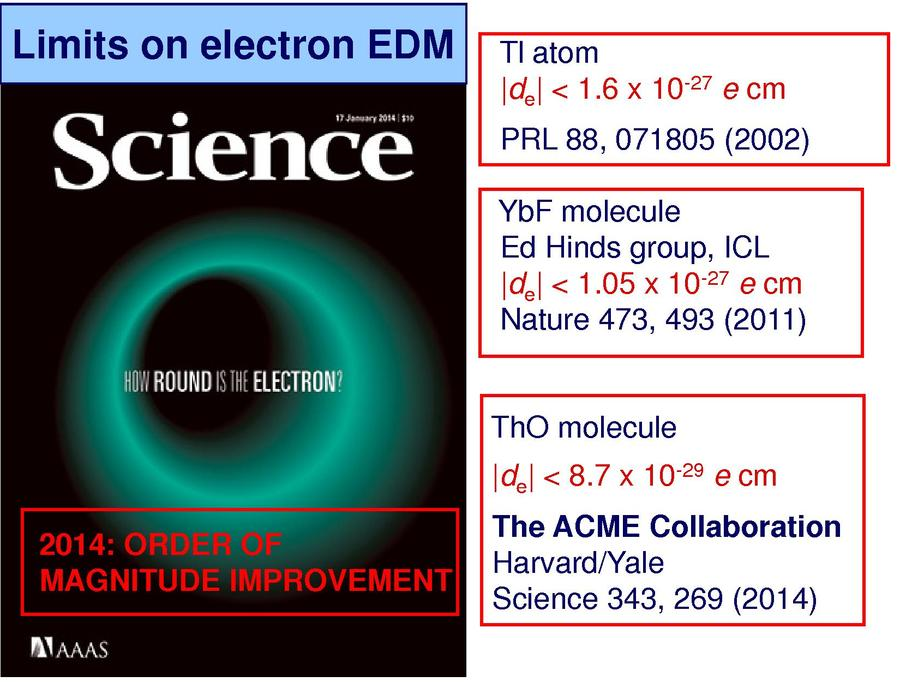 Limits on electron EDM
17 January 2014 | $10
Science
HOW ROUND IS THE ELECTRON?
2014: ORDER OF
MAGNITUDE IMPROVEMENT
AAAS
Tl atom
|dₑ| < 1.6 x 10⁻²⁷ e cm
PRL 88, 071805 (2002)
YbF molecule
Ed Hinds group, ICL
|dₑ| < 1.05 x 10⁻²⁷ e cm
Nature 473, 493 (2011)
ThO molecule
|dₑ| < 8.7 x 10⁻²⁹ e cm
The ACME Collaboration
Harvard/Yale
Science 343, 269 (2014)